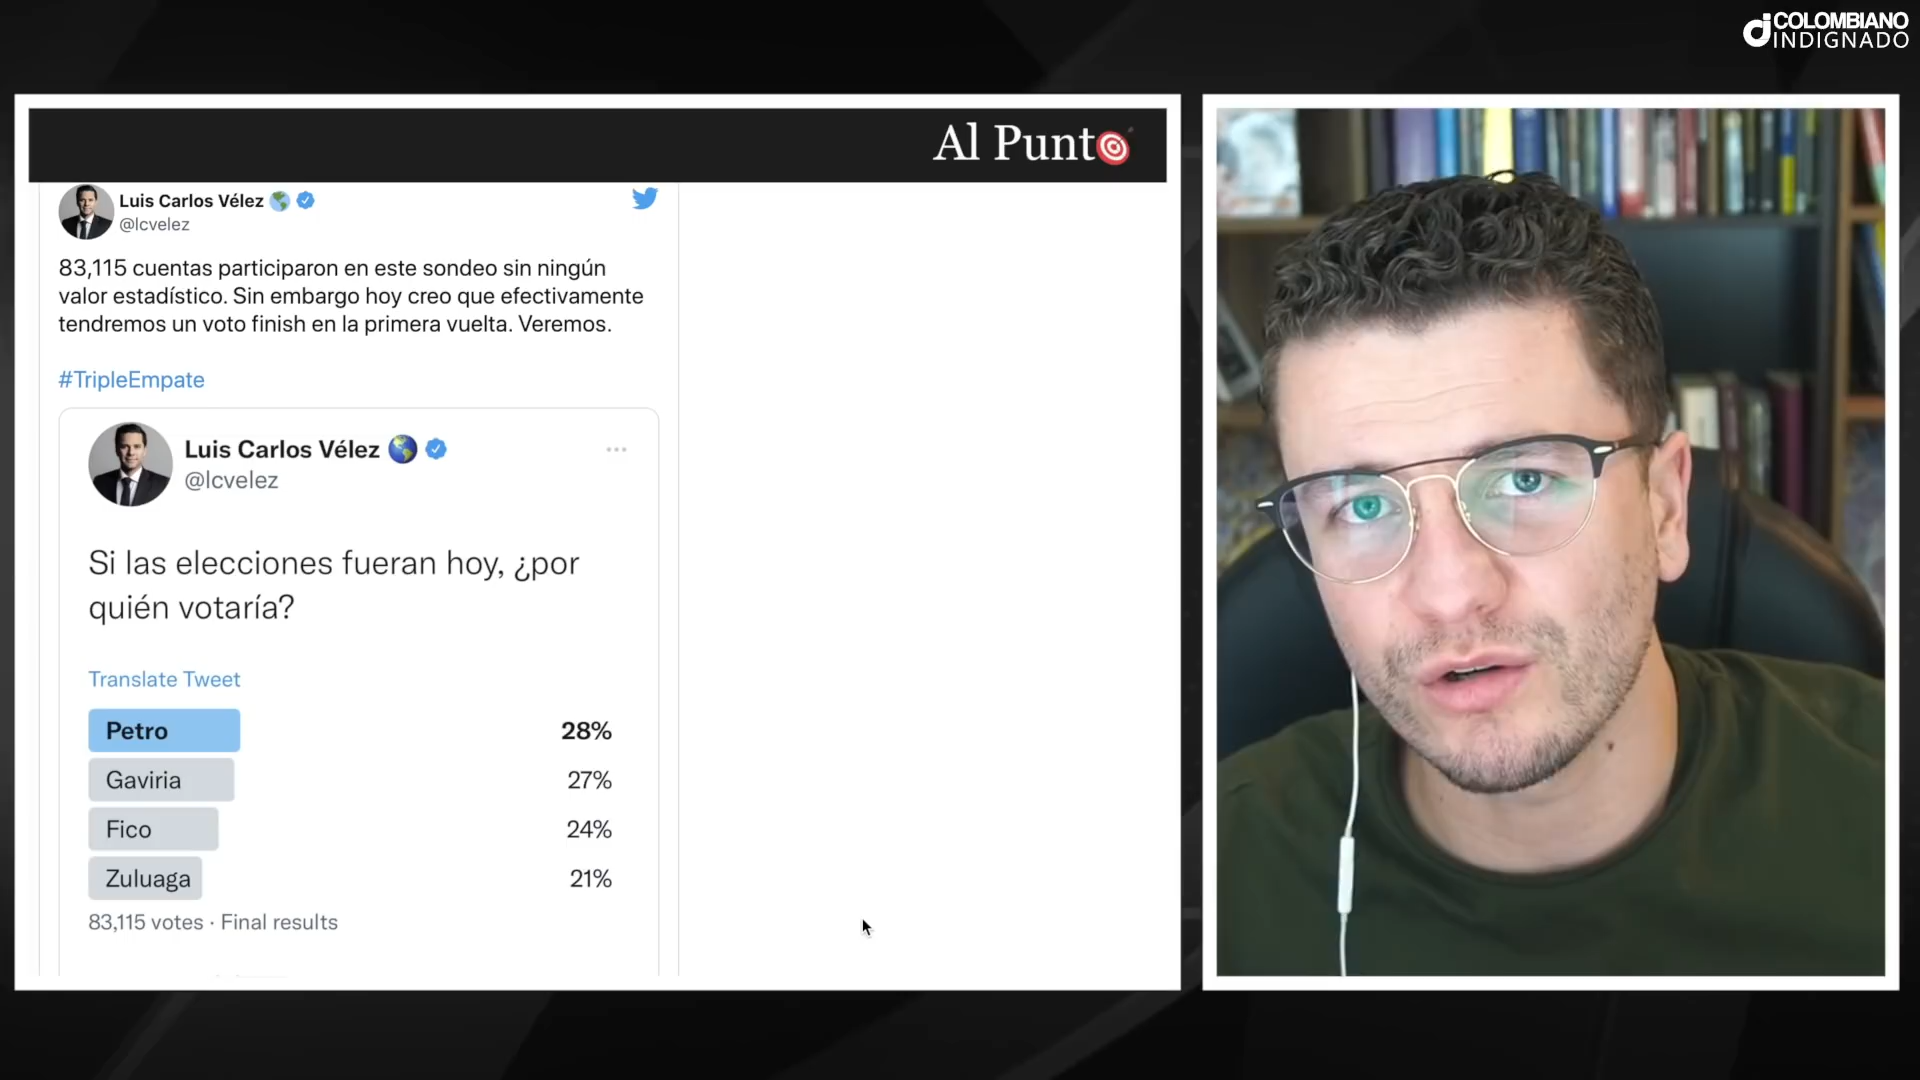 COLOMBIANO
INDIGNADO
Al Punto
Luis Carlos Vélez
@lcvelez
83,115 cuentas participaron en este sondeo sin ningún
valor estadístico. Sin embargo hoy creo que efectivamente
tendremos un voto finish en la primera vuelta. Veremos.
#TripleEmpate
Luis Carlos Vélez
@lcvelez
Si las elecciones fueran hoy, ¿por
quién votaría?
Translate Tweet
Petro 28%
Gaviria 27%
Fico 24%
Zuluaga 21%
83,115 votes · Final results